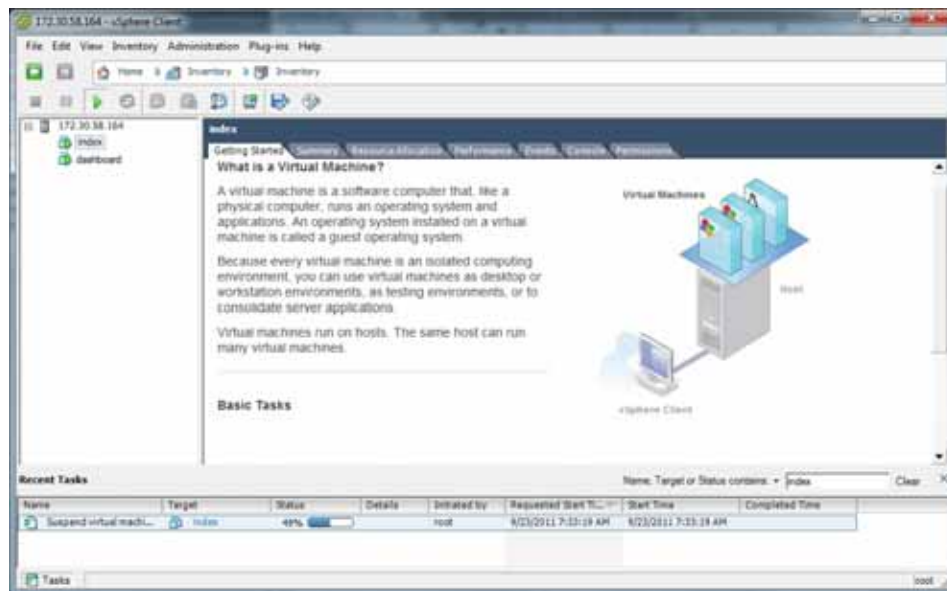 172.30.58.164 - vSphere Client
File Edit View Inventory Administration Plug-ins Help
Home Inventory Inventory
172.30.58.164
index
dashboard
index
Getting Started Summary Resource Allocation Performance Events Console Permissions
What is a Virtual Machine?
A virtual machine is a software computer that, like a
physical computer, runs an operating system and
applications. An operating system installed on a virtual
machine is called a guest operating system.
Because every virtual machine is an isolated computing
environment, you can use virtual machines as desktop or
workstation environments, as testing environments, or to
consolidate server applications.
Virtual machines run on hosts. The same host can run
many virtual machines.
Basic Tasks
Virtual Machines
Host
vSphere Client
Recent Tasks
Name, Target or Status contains: index Clear
Name Target Status Details Initiated by Requested Start Ti... Start Time Completed Time
Suspend virtual machi... index 49% root 9/23/2011 7:33:19 AM 9/23/2011 7:33:19 AM
Tasks root